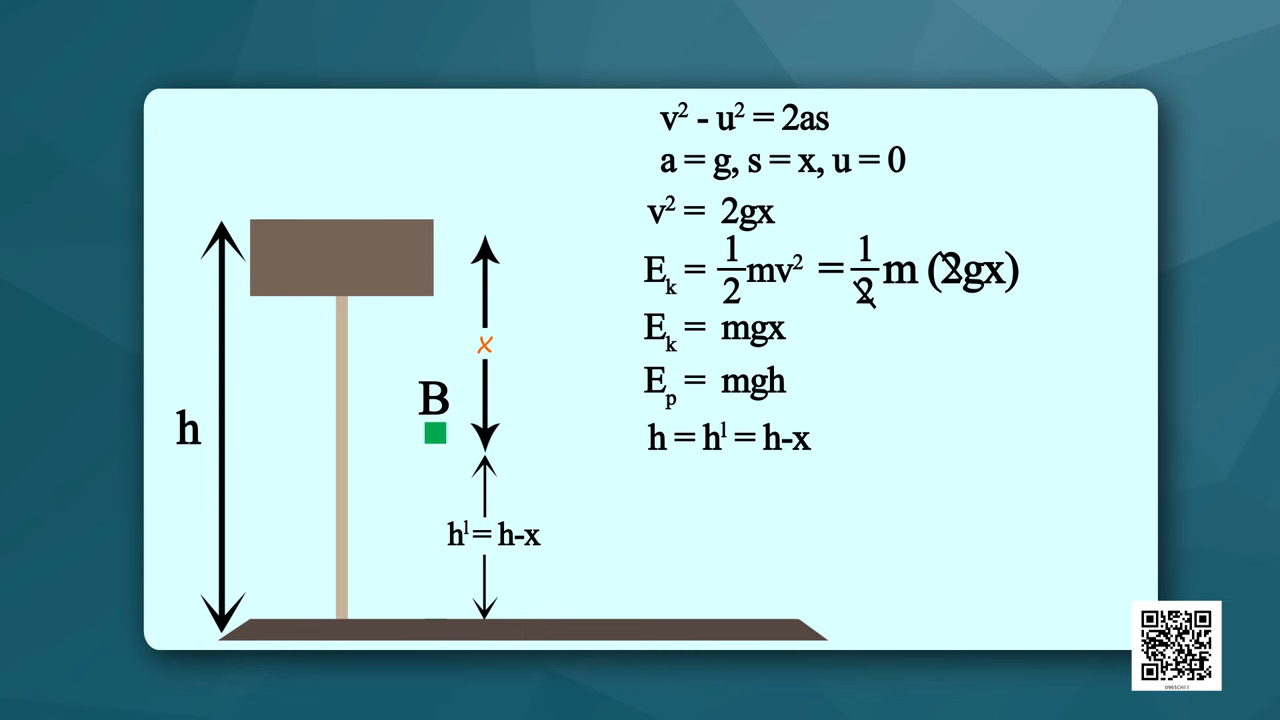 v² - u² = 2as
a = g, s = x, u = 0
v² = 2gx
Eₖ = 1/2 mv² = 1/2 m (2gx)
Eₖ = mgx
Eₚ = mgh
h = h¹ = h-x
h
x
B
h¹ = h-x
0965CH11